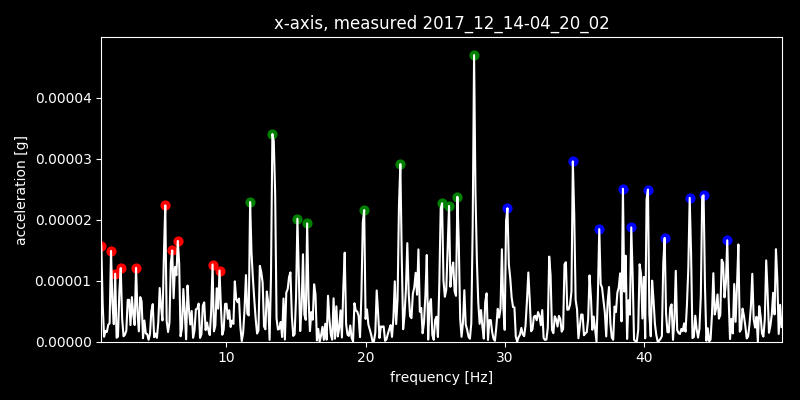 x-axis, measured 2017_12_14-04_20_02
acceleration [g]
0.00004
0.00003
0.00002
0.00001
0.00000
10 20 30 40
frequency [Hz]